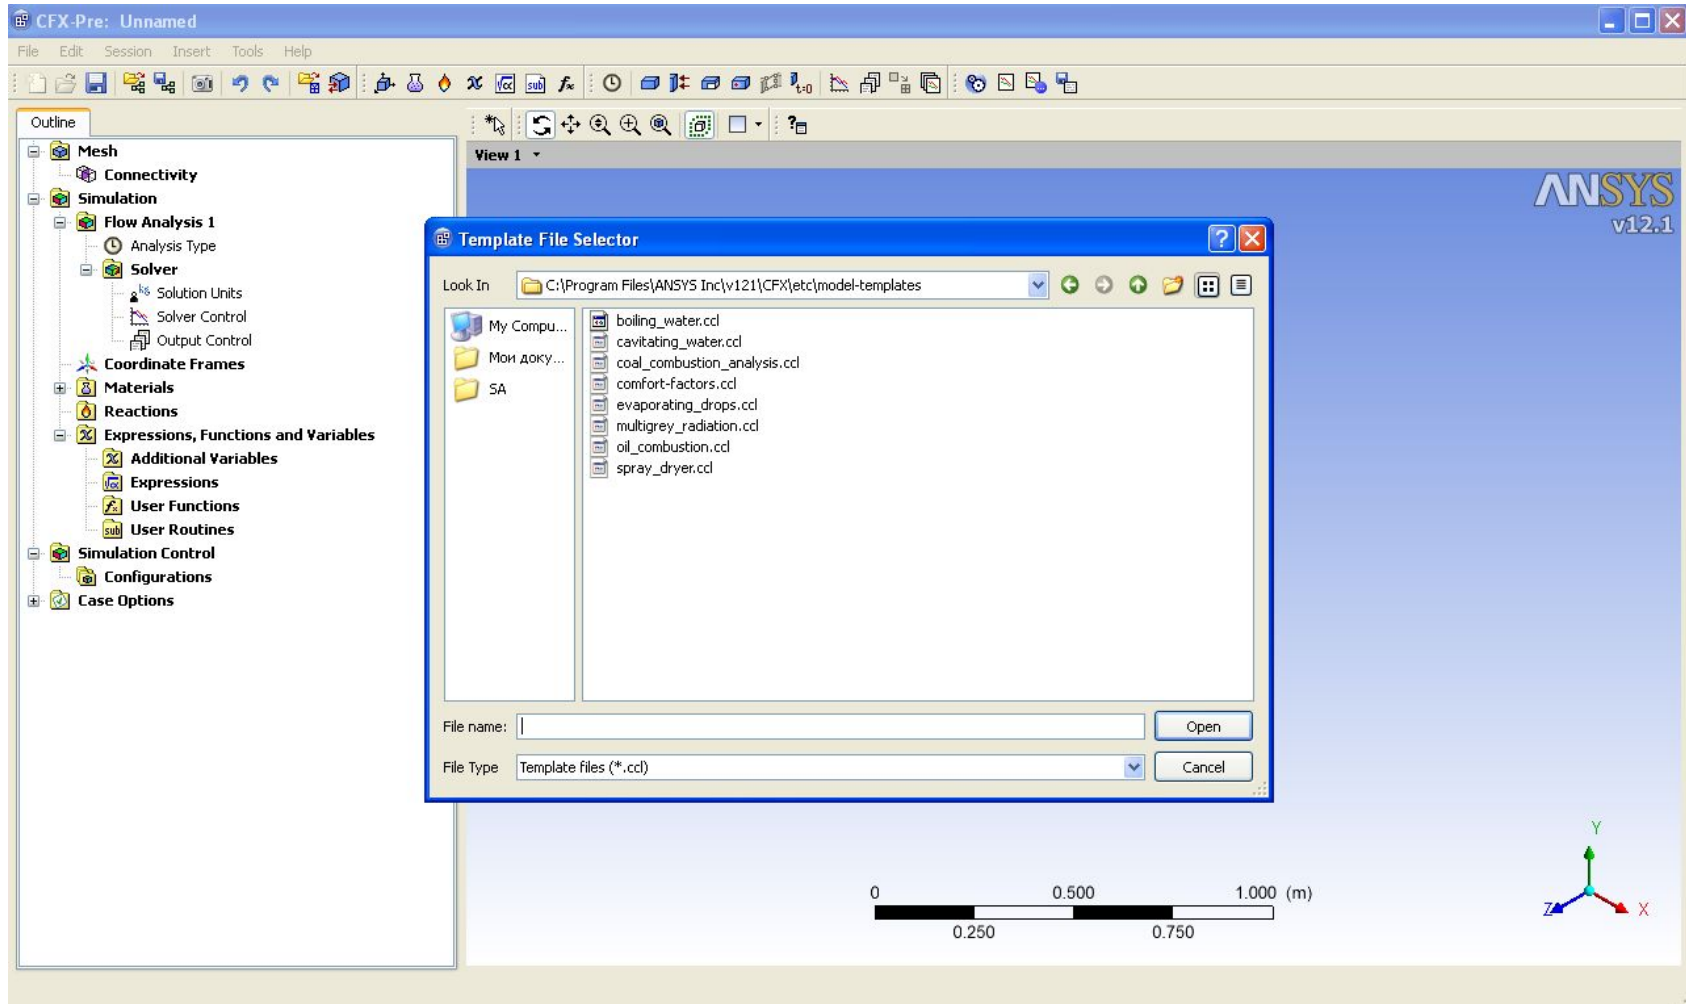 CFX-Pre: Unnamed
File Edit Session Insert Tools Help
Outline
Mesh
Connectivity
Simulation
Flow Analysis 1
Analysis Type
Solver
Solution Units
Solver Control
Output Control
Coordinate Frames
Materials
Reactions
Expressions, Functions and Variables
Additional Variables
Expressions
User Functions
User Routines
Simulation Control
Configurations
Case Options
View 1
ANSYS
v12.1
Template File Selector
Look In C:\Program Files\ANSYS Inc\v121\CFX\etc\model-templates
My Compu...
Мои доку...
SA
boiling_water.ccl
cavitating_water.ccl
coal_combustion_analysis.ccl
comfort-factors.ccl
evaporating_drops.ccl
multigrey_radiation.ccl
oil_combustion.ccl
spray_dryer.ccl
File name: Open
File Type Template files (*.ccl) Cancel
0 0.500 1.000 (m)
0.250 0.750
Y
Z X